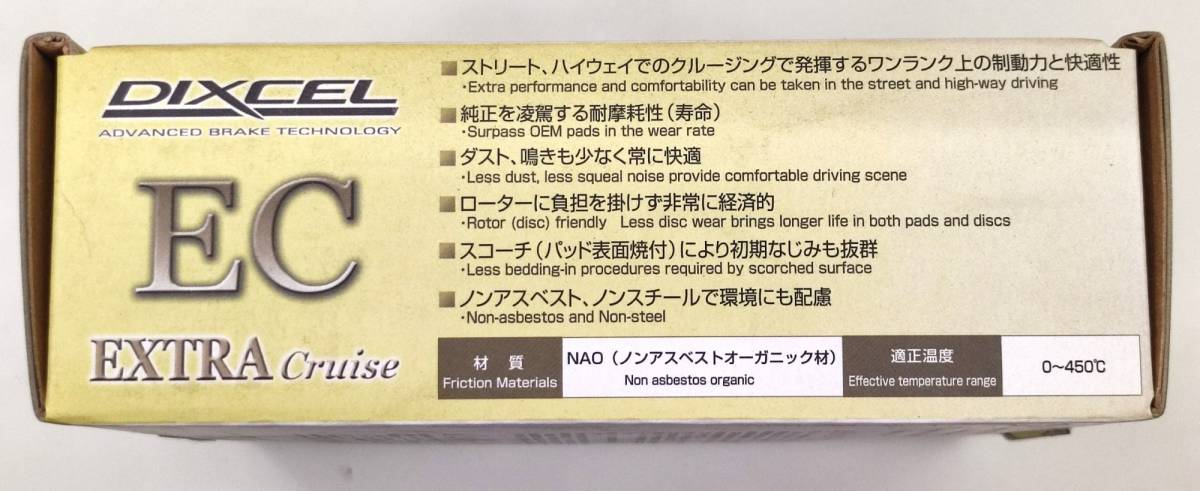 DIXCEL
ADVANCED BRAKE TECHNOLOGY
EC
EXTRA Cruise
■ストリート、ハイウェイでのクルージングで発揮するワンランク上の制動力と快適性
・Extra performance and comfortability can be taken in the street and high-way driving
■純正を凌駕する耐摩耗性(寿命)
・Surpass OEM pads in the wear rate
■ダスト、鳴きも少なく常に快適
・Less dust, less squeal noise provide comfortable driving scene
■ローターに負担を掛けず非常に経済的
・Rotor (disc) friendly Less disc wear brings longer life in both pads and discs
■スコーチ(パッド表面焼付)により初期なじみも抜群
・Less bedding-in procedures required by scorched surface
■ノンアスベスト、ノンスチールで環境にも配慮
・Non-asbestos and Non-steel
材質
Friction Materials
NAO(ノンアスベストオーガニック材)
Non asbestos organic
適正温度
Effective temperature range
0〜450℃